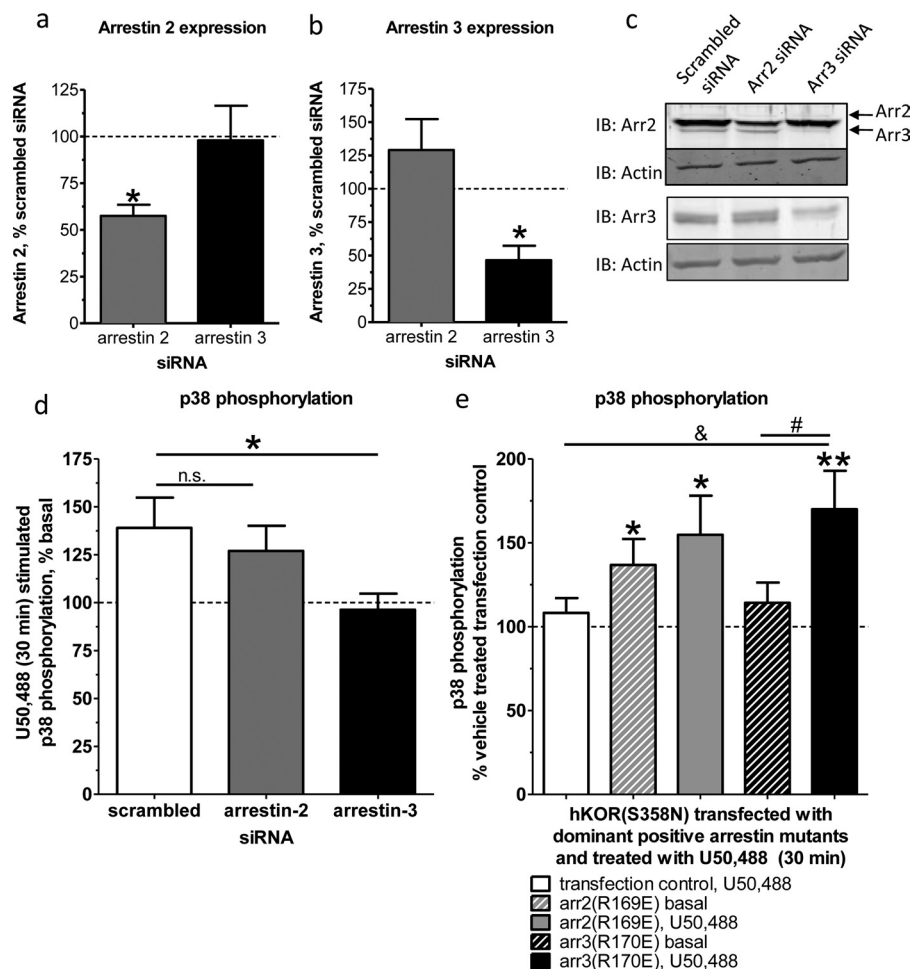 a
Arrestin 2 expression
Arrestin 2, % scrambled siRNA
125
100
75
50
25
0
*
arrestin 2
arrestin 3
siRNA
b
Arrestin 3 expression
Arrestin 3, % scrambled siRNA
175
150
125
100
75
50
25
0
*
arrestin 2
arrestin 3
siRNA
c
Scrambled
siRNA
Arr2 siRNA
Arr3 siRNA
IB: Arr2
Arr2
Arr3
IB: Actin
IB: Arr3
IB: Actin
d
p38 phosphorylation
U50,488 (30 min) stimulated
p38 phosphorylation, % basal
175
150
125
100
75
50
25
0
*
n.s.
scrambled
arrestin-2
arrestin-3
siRNA
e
p38 phosphorylation
p38 phosphorylation
% vehicle treated transfection control
200
150
100
50
0
&
#
*
*
**
hKOR(S358N) transfected with
dominant positive arrestin mutants
and treated with U50,488 (30 min)
transfection control, U50,488
arr2(R169E) basal
arr2(R169E), U50,488
arr3(R170E) basal
arr3(R170E), U50,488